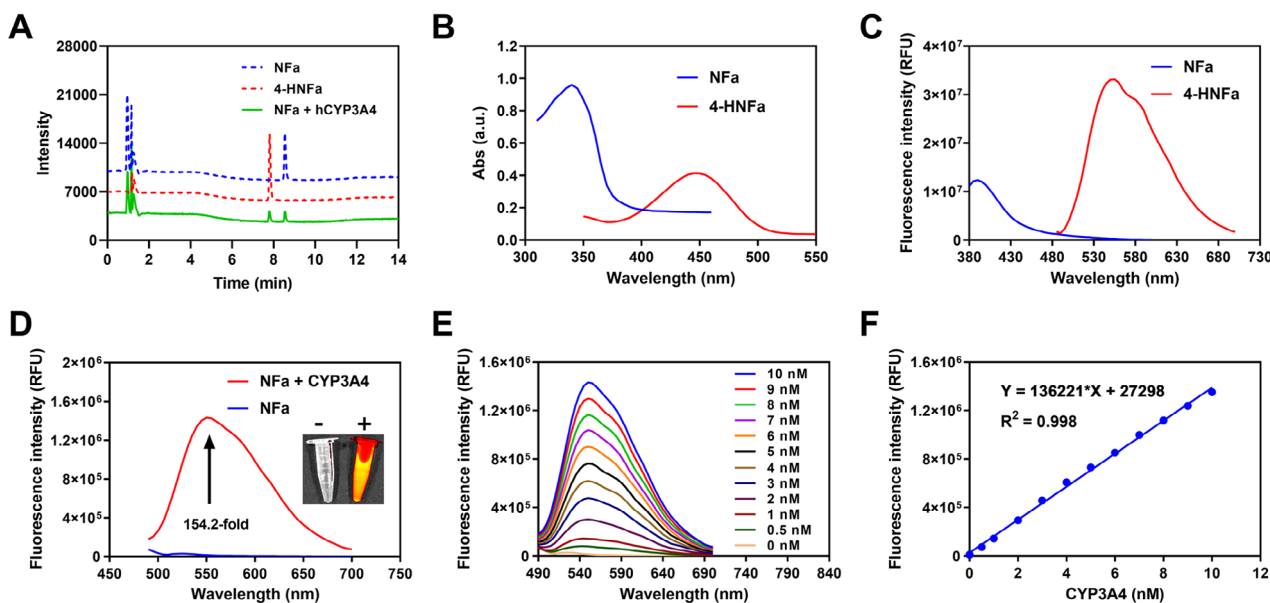 A
28000
21000
14000
7000
0
Intensity
0 2 4 6 8 10 12 14
Time (min)
NFa
4-HNFa
NFa + hCYP3A4
B
1.2
1.0
0.8
0.6
0.4
0.2
0.0
Abs (a.u.)
300 350 400 450 500 550
Wavelength (nm)
NFa
4-HNFa
C
4×10⁷
3×10⁷
2×10⁷
1×10⁷
0
Fluorescence intensity (RFU)
380 430 480 530 580 630 680 730
Wavelength (nm)
NFa
4-HNFa
D
2×10⁶
1.6×10⁶
1.2×10⁶
8×10⁵
4×10⁵
0
Fluorescence intensity (RFU)
450 500 550 600 650 700 750
Wavelength (nm)
NFa + CYP3A4
NFa
- +
154.2-fold
E
1.6×10⁶
1.2×10⁶
8×10⁵
4×10⁵
0
Fluorescence intensity (RFU)
490 540 590 640 690 740 790 840
Wavelength (nm)
10 nM
9 nM
8 nM
7 nM
6 nM
5 nM
4 nM
3 nM
2 nM
1 nM
0.5 nM
0 nM
F
1.6×10⁶
1.2×10⁶
8×10⁵
4×10⁵
0
Fluorescence intensity (RFU)
0 2 4 6 8 10 12
CYP3A4 (nM)
Y = 136221*X + 27298
R² = 0.998